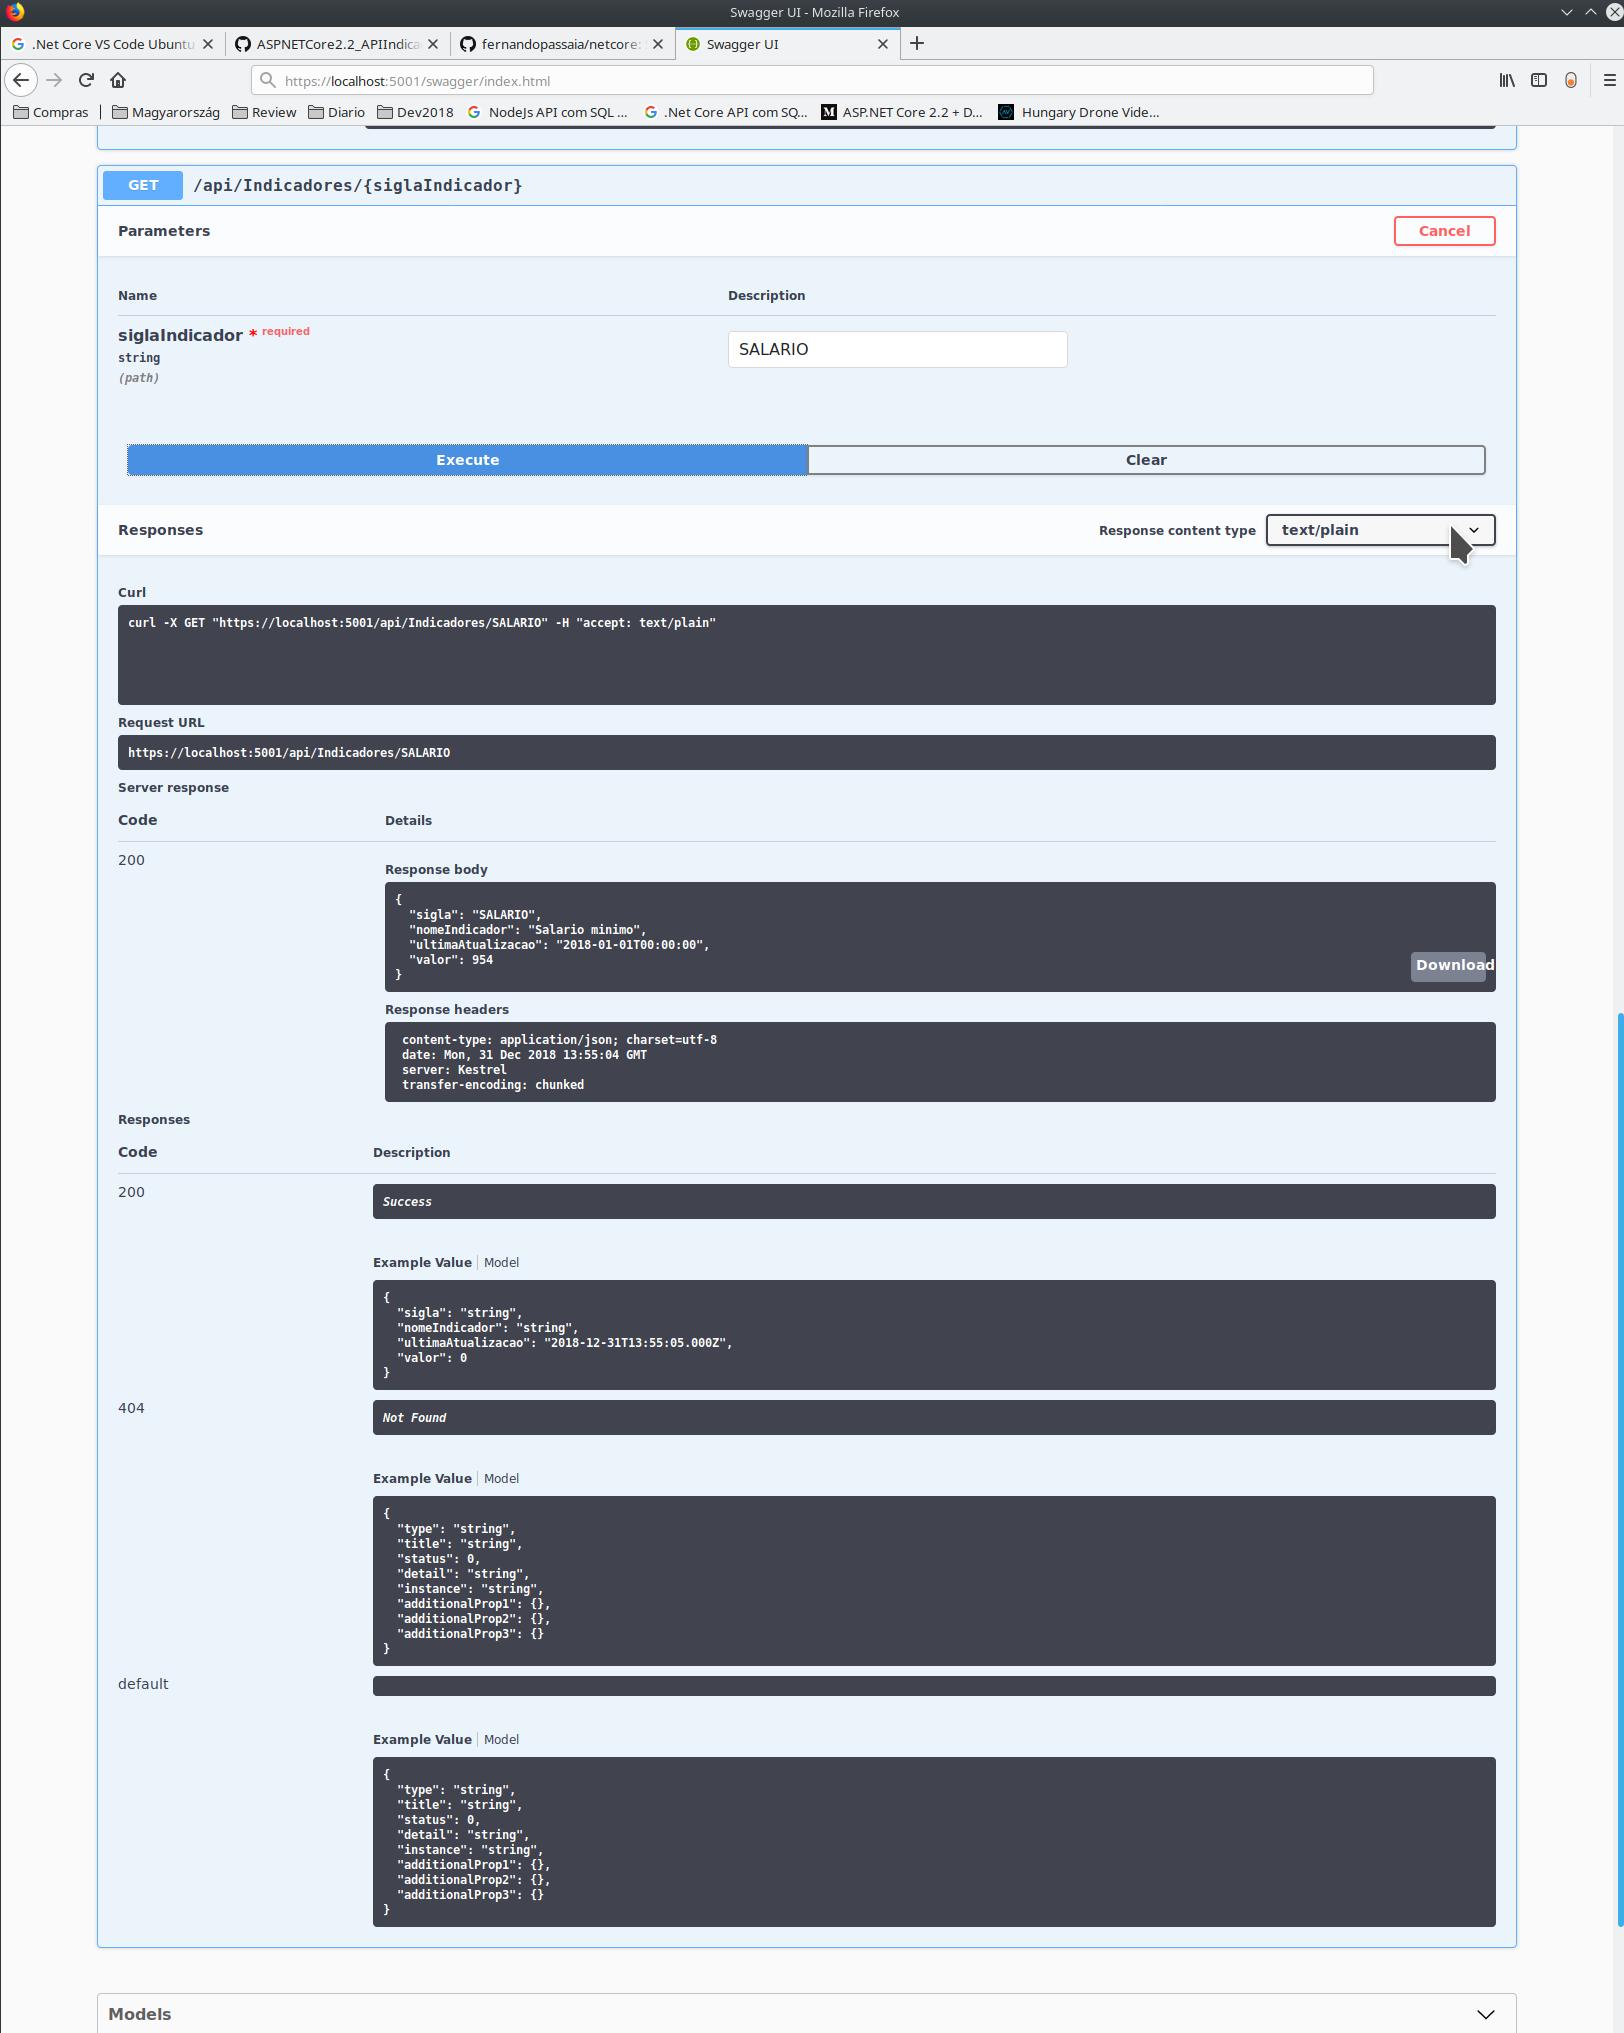 Swagger UI - Mozilla Firefox
.Net Core VS Code Ubuntu
ASPNETCore2.2_APIIndica
fernandopassaia/netcore:
Swagger UI
https://localhost:5001/swagger/index.html
Compras
Magyarország
Review
Diario
Dev2018
NodeJs API com SQL ...
.Net Core API com SQ...
ASP.NET Core 2.2 + D...
Hungary Drone Vide...
GET /api/Indicadores/{siglaIndicador}
Parameters
Cancel
Name
Description
siglaIndicador * required
string
(path)
SALARIO
Execute
Clear
Responses
Response content type
text/plain
Curl
curl -X GET "https://localhost:5001/api/Indicadores/SALARIO" -H "accept: text/plain"
Request URL
https://localhost:5001/api/Indicadores/SALARIO
Server response
Code
Details
200
Response body
{
"sigla": "SALARIO",
"nomeIndicador": "Salario minimo",
"ultimaAtualizacao": "2018-01-01T00:00:00",
"valor": 954
}
Download
Response headers
content-type: application/json; charset=utf-8
date: Mon, 31 Dec 2018 13:55:04 GMT
server: Kestrel
transfer-encoding: chunked
Responses
Code
Description
200
Success
Example Value
Model
{
"sigla": "string",
"nomeIndicador": "string",
"ultimaAtualizacao": "2018-12-31T13:55:05.000Z",
"valor": 0
}
404
Not Found
Example Value
Model
{
"type": "string",
"title": "string",
"status": 0,
"detail": "string",
"instance": "string",
"additionalProp1": {},
"additionalProp2": {},
"additionalProp3": {}
}
default
Example Value
Model
{
"type": "string",
"title": "string",
"status": 0,
"detail": "string",
"instance": "string",
"additionalProp1": {},
"additionalProp2": {},
"additionalProp3": {}
}
Models